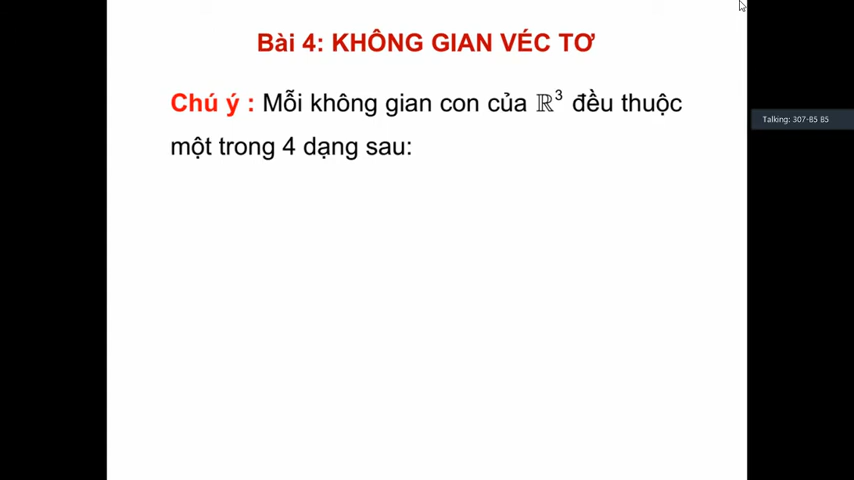 Bài 4: KHÔNG GIAN VÉC TƠ
Chú ý : Mỗi không gian con của ℝ³ đều thuộc
một trong 4 dạng sau:
Talking: 307-B5 B5